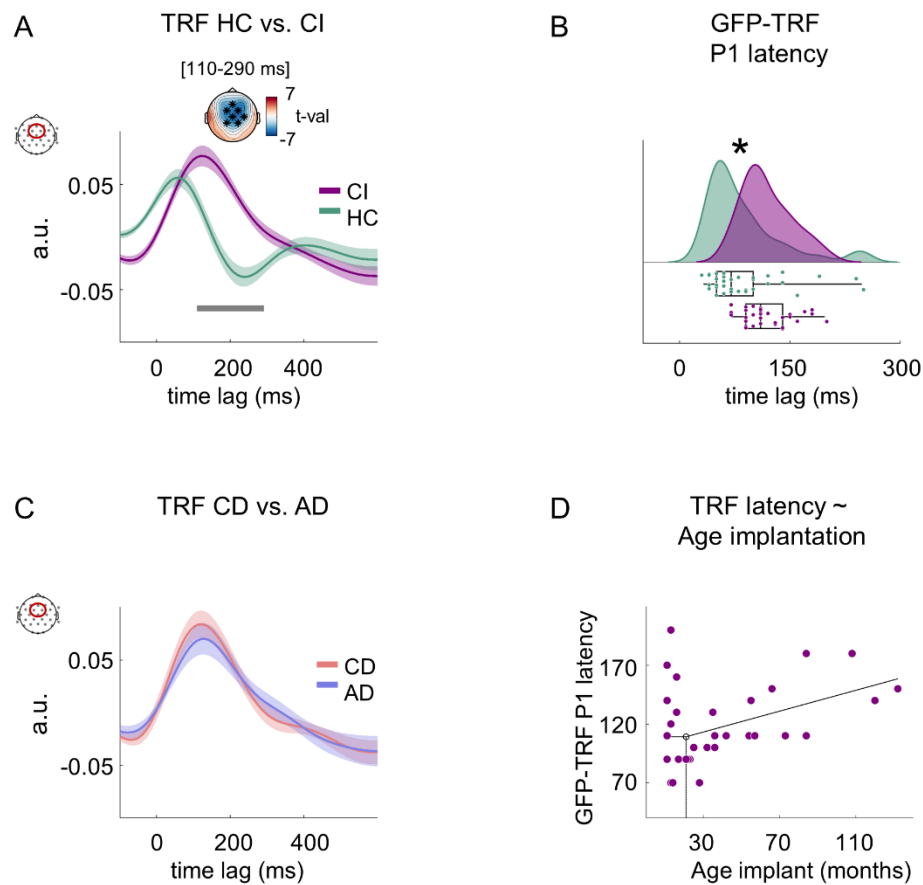 A
TRF HC vs. CI
[110-290 ms]
7
t-val
-7
0.05
a.u.
-0.05
CI
HC
0
200
400
time lag (ms)
B
GFP-TRF
P1 latency
*
0
150
300
time lag (ms)
C
TRF CD vs. AD
0.05
a.u.
-0.05
CD
AD
0
200
400
time lag (ms)
D
TRF latency ~
Age implantation
GFP-TRF P1 latency
170
120
70
30
70
110
Age implant (months)